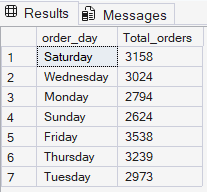 Results Messages
order_day Total_orders
1 Saturday 3158
2 Wednesday 3024
3 Monday 2794
4 Sunday 2624
5 Friday 3538
6 Thursday 3239
7 Tuesday 2973